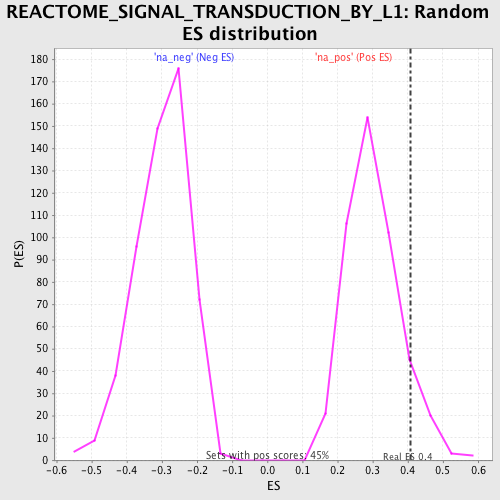 REACTOME_SIGNAL_TRANSDUCTION_BY_L1: Random
ES distribution
'na_neg' (Neg ES)
'na_pos' (Pos ES)
180
170
160
150
140
130
120
110
100
90
80
70
60
50
40
30
20
10
0
P(ES)
Sets with pos scores: 45%
Real ES 0.4
-0.6 -0.5 -0.4 -0.3 -0.2 -0.1 0.0 0.1 0.2 0.3 0.4 0.5 0.6
ES